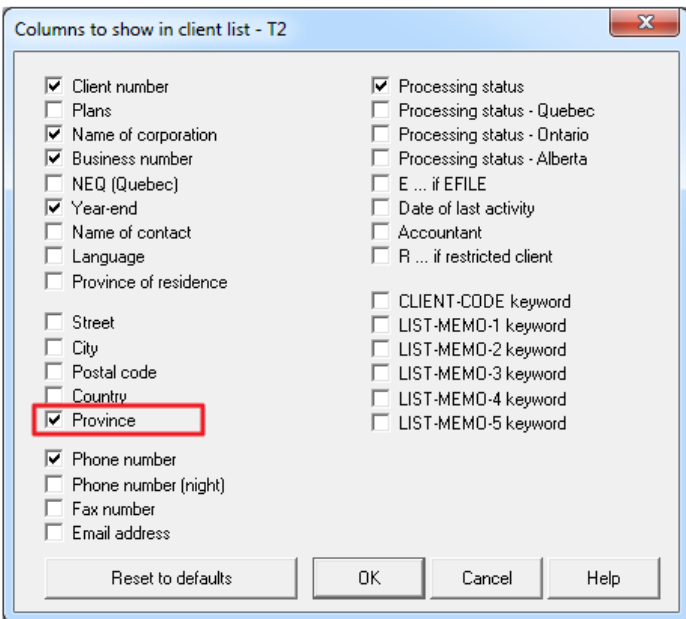 Columns to show in client list - T2
Client number
Plans
Name of corporation
Business number
NEQ (Quebec)
Year-end
Name of contact
Language
Province of residence
Street
City
Postal code
Country
Province
Phone number
Phone number (night)
Fax number
Email address
Processing status
Processing status - Quebec
Processing status - Ontario
Processing status - Alberta
E ... if EFILE
Date of last activity
Accountant
R ... if restricted client
CLIENT-CODE keyword
LIST-MEMO-1 keyword
LIST-MEMO-2 keyword
LIST-MEMO-3 keyword
LIST-MEMO-4 keyword
LIST-MEMO-5 keyword
Reset to defaults
OK
Cancel
Help